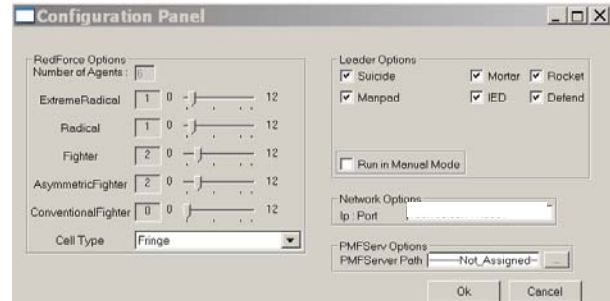 Configuration Panel
RedForce Options
Number of Agents : 6
ExtremeRadical 1 0 12
Radical 1 0 12
Fighter 2 0 12
AsymmetricFighter 2 0 12
ConventionalFighter 0 0 12
Cell Type Fringe
Leader Options
Suicide Mortar Rocket
Manpad IED Defend
Run in Manual Mode
Network Options
Ip : Port
PMFServ Options
PMFServer Path Not_Assigned ...
Ok Cancel